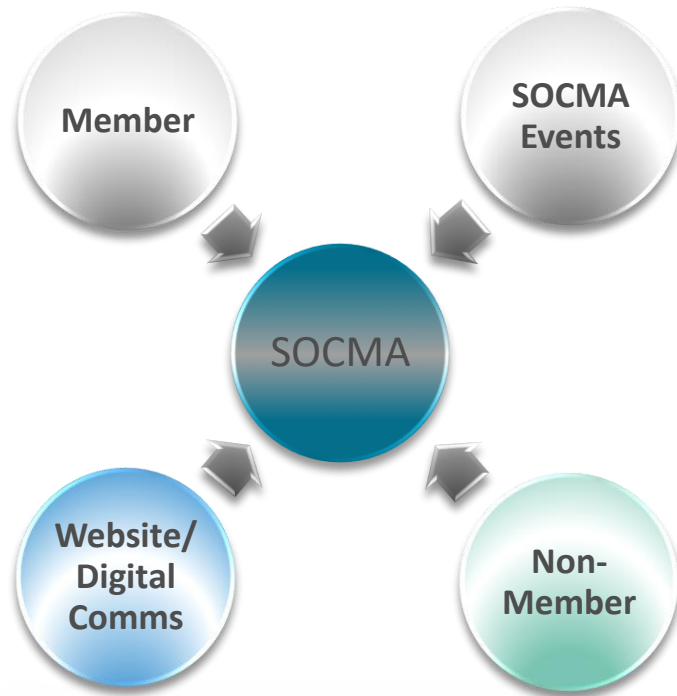 Member
SOCMA
Events
SOCMA
Website/
Digital
Comms
Non-
Member